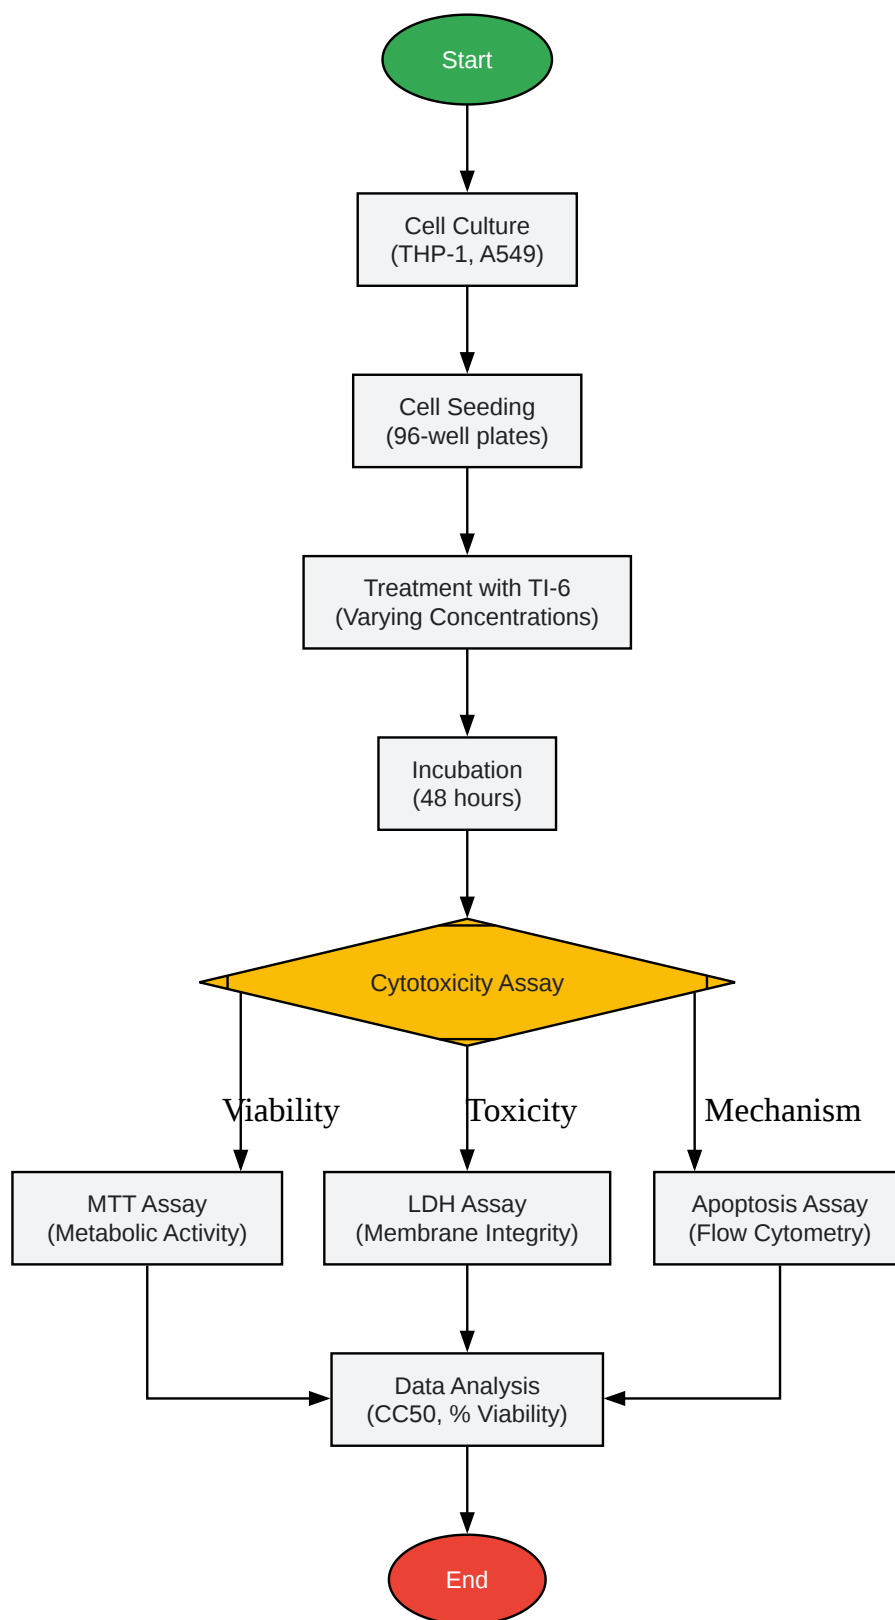 Start
Cell Culture
(THP-1, A549)
Cell Seeding
(96-well plates)
Treatment with TI-6
(Varying Concentrations)
Incubation
(48 hours)
Cytotoxicity Assay
Viability
Toxicity
Mechanism
MTT Assay
(Metabolic Activity)
LDH Assay
(Membrane Integrity)
Apoptosis Assay
(Flow Cytometry)
Data Analysis
(CC50, % Viability)
End